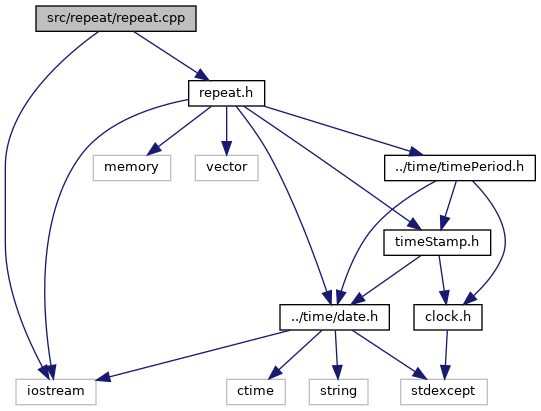 src/repeat/repeat.cpp
repeat.h
memory
vector
../time/timePeriod.h
timeStamp.h
../time/date.h
clock.h
iostream
ctime
string
stdexcept